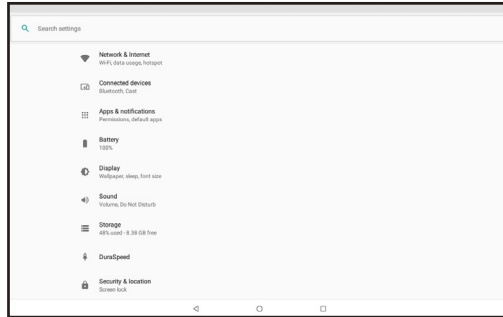 Search settings
Network & Internet
Wi-Fi, data usage, hotspot
Connected devices
Bluetooth, Cast
Apps & notifications
Permissions, default apps
Battery
100%
Display
Wallpaper, sleep, font size
Sound
Volume, Do Not Disturb
Storage
48% used - 8.38 GB free
DuraSpeed
Security & location
Screen lock